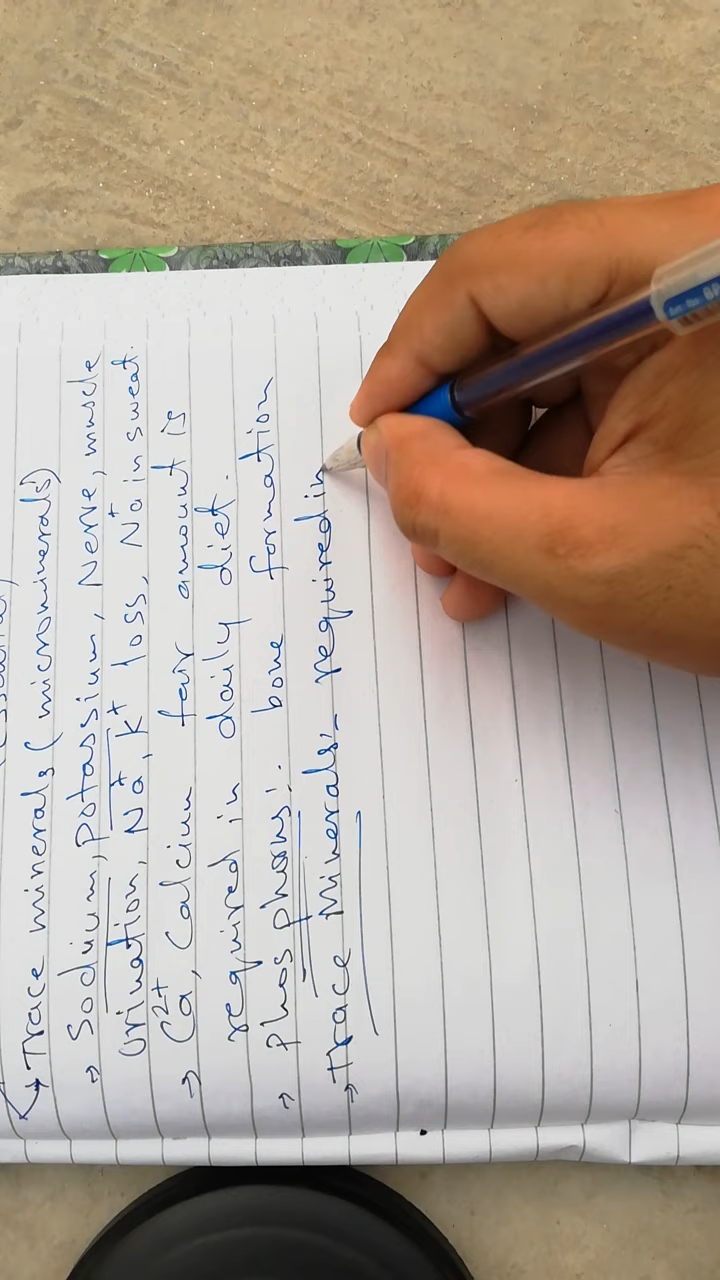 ↳ Trace minerals (microminerals)
→ Sodium, Potassium, Nerve, muscle
Urination, Na⁺, K⁺ loss, Na⁺ in sweat.
→ Ca²⁺, Calcium fair amount is
required in daily diet.
→ Phosphorus:- bone formation
→ Trace Minerals:- required in